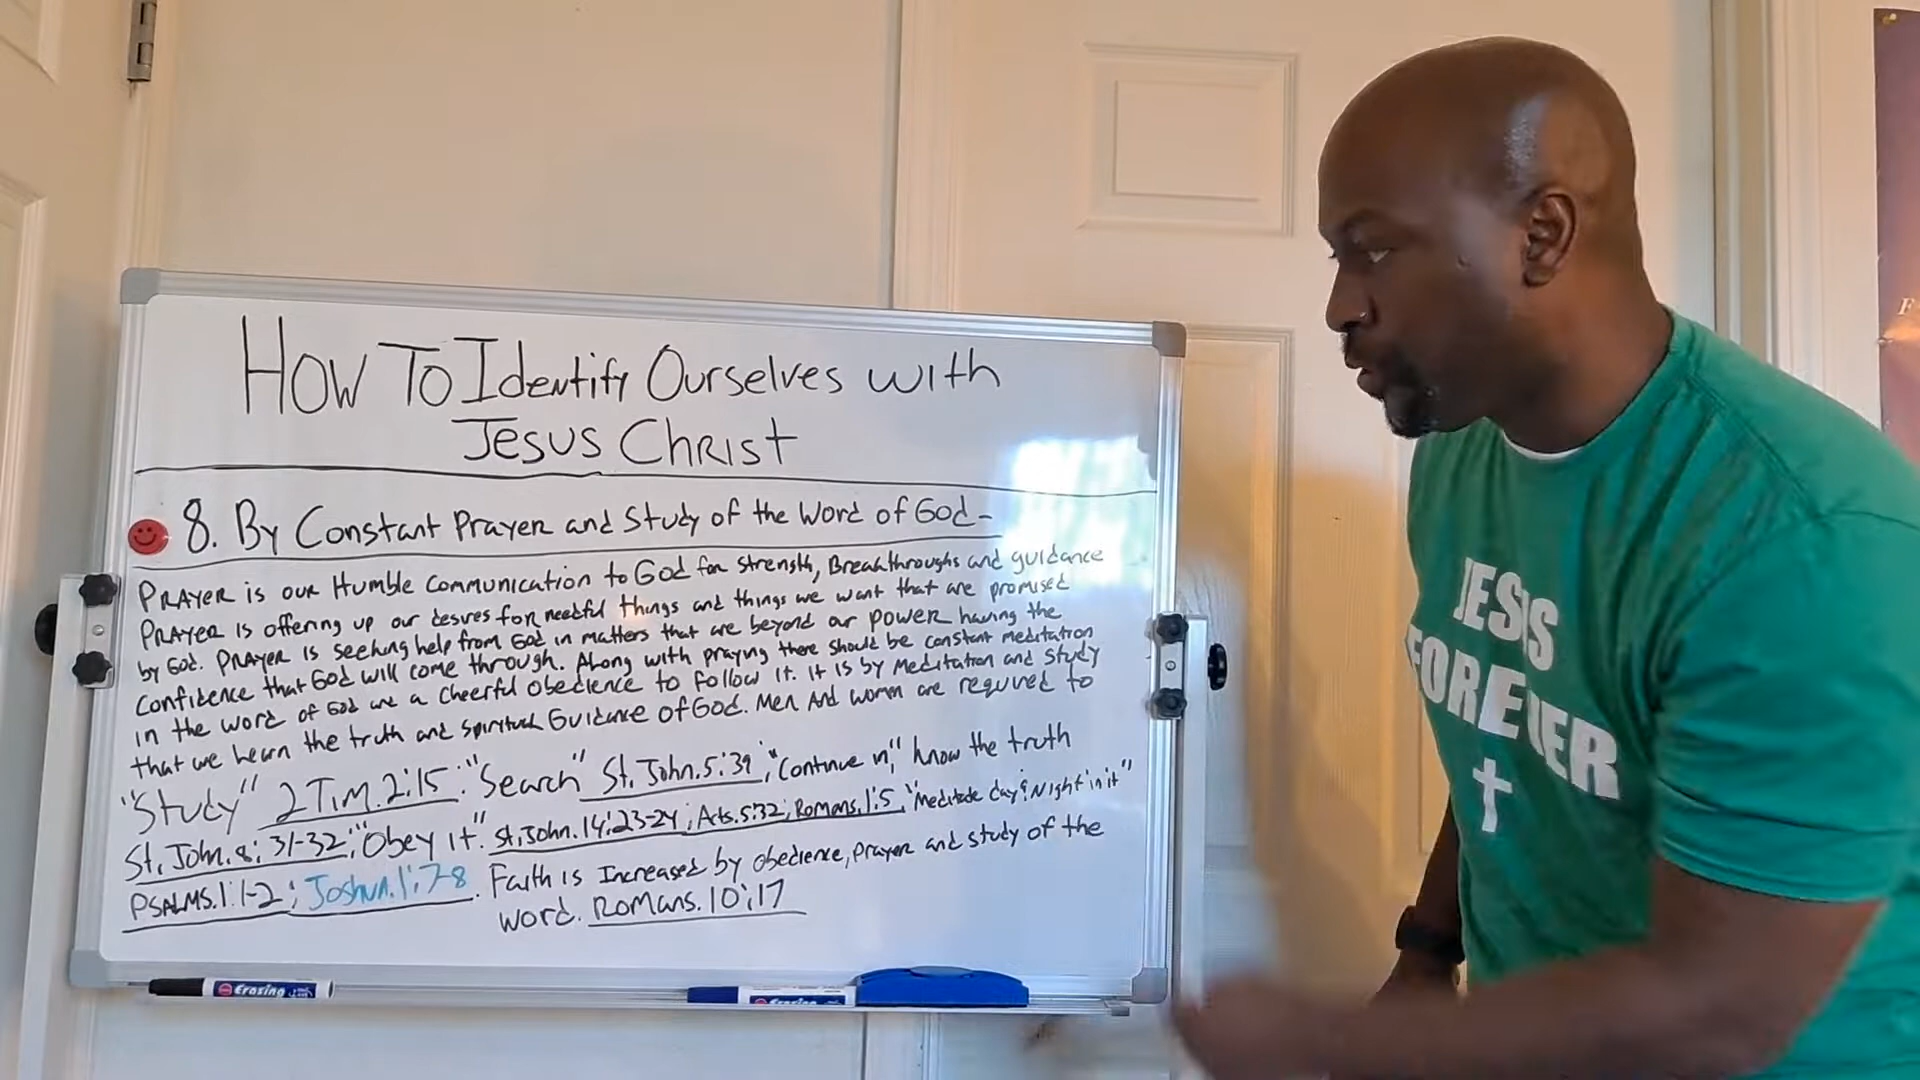 How To Identify Ourselves with
Jesus Christ
8. By Constant Prayer and Study of the Word of God-
Prayer is our Humble Communication to God for strength, Breakthroughs and guidance
Prayer is offering up our desires for needful things and things we want that are promised
by God. Prayer is seeking help from God in matters that are beyond our power having the
confidence that God will come through. Along with praying there should be constant meditation
in the word of God and a cheerful obedience to follow it. It is by Meditation and study
that we learn the truth and spiritual Guidance of God. Men And women are required to
"Study" 2 Tim. 2:15 "Search" St. John. 5:39, "Continue in," know the truth
St. John. 8:31-32, "Obey it". St. John. 14:23-24; Acts. 5:32; Romans. 1:5, "Meditate day & Night in it"
Psalms. 1:1-2; Joshua. 1:7-8. Faith is Increased by obedience, prayer and study of the
word. Romans. 10:17
Erasing
Erasing
JESUS
FOREVER
F